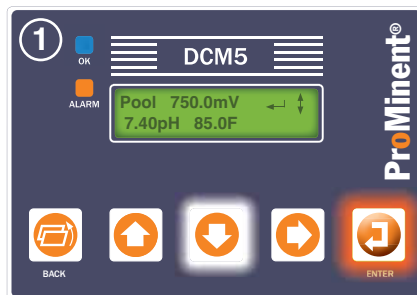 1
OK
DCM5
ALARM
Pool 750.0mV
7.40pH 85.0F
ProMinent®
BACK
ENTER